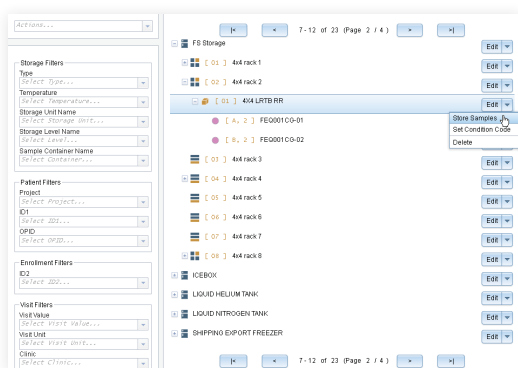 Actions...
Storage Filters
Type
Select Type...
Temperature
Select Temperature...
Storage Unit Name
Select Storage Unit...
Storage Level Name
Select Level...
Sample Container Name
Select Container...
Patient Filters
Project
Select Project...
ID1
Select ID1...
OPID
Select OPID...
Enrollment Filters
ID2
Select ID2...
Visit Filters
Visit Value
Select Visit Value...
Visit Unit
Select Visit Unit...
Clinic
Select Clinic...
|< < 7-12 of 23 (Page 2 / 4) > >|
FS Storage Edit
[ 01 ] 4x4 rack 1 Edit
[ 02 ] 4x4 rack 2 Edit
[ 01 ] 4X4 LRTB RR Edit
Store Samples
Set Condition Code
Delete
[ A, 2 ] FEQ001CG-01
[ B, 2 ] FEQ001CG-02
[ 03 ] 4x4 rack 3 Edit
[ 04 ] 4x4 rack 4 Edit
[ 05 ] 4x4 rack 5 Edit
[ 06 ] 4x4 rack 6 Edit
[ 07 ] 4x4 rack 7 Edit
[ 08 ] 4x4 rack 8 Edit
ICEBOX Edit
LIQUID HELIUM TANK Edit
LIQUID NITROGEN TANK Edit
SHIPPING EXPORT FREEZER Edit
|< < 7-12 of 23 (Page 2 / 4) > >|